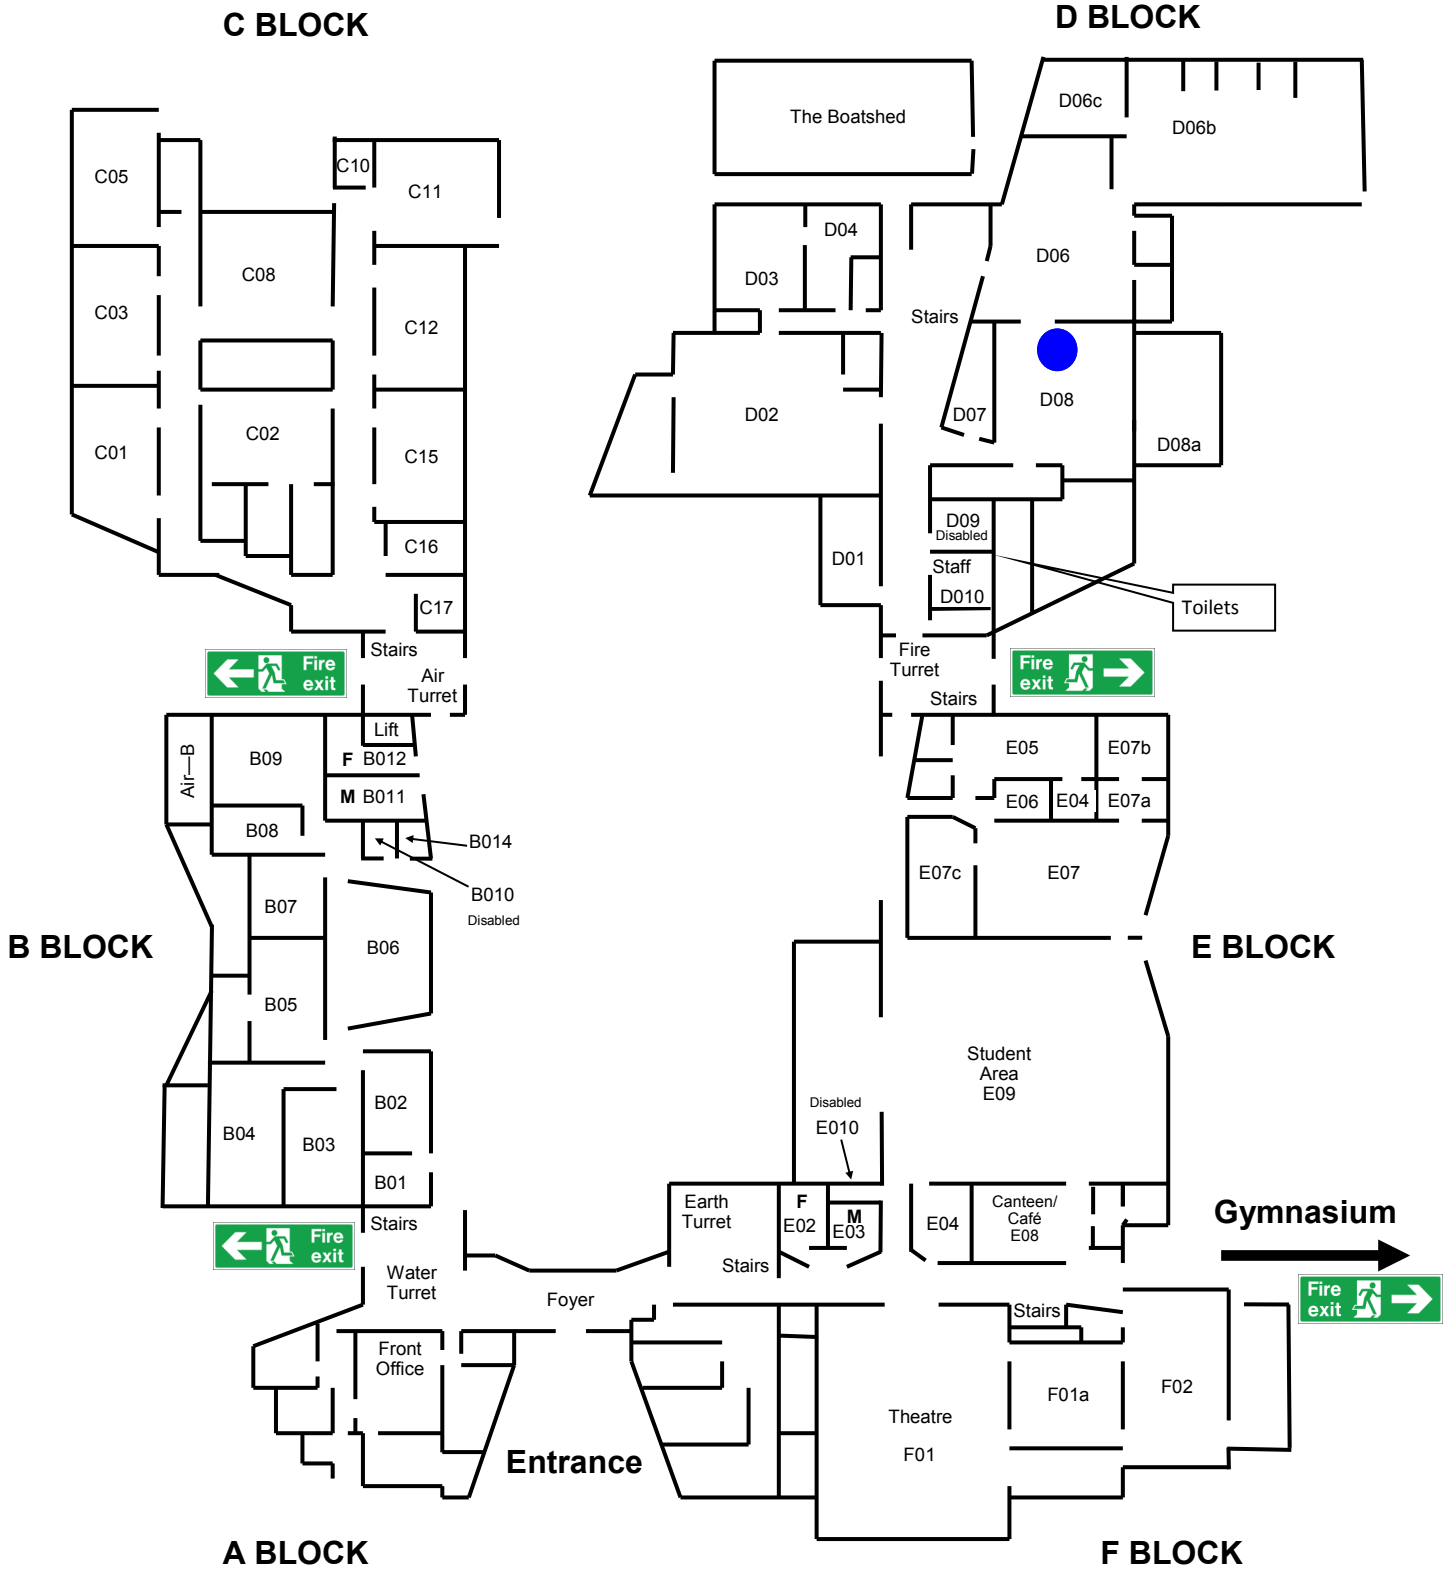 C BLOCK
D BLOCK
The Boatshed
D06c
D06b
C05
C10
C11
D04
D03
D06
C08
C03
C12
Stairs
D02
D07
D08
D08a
C02
C01
C15
C16
D09
Disabled
D01
Staff
D010
Toilets
C17
Stairs
Air
Turret
Fire
exit
Fire
Turret
Stairs
Fire
exit
Lift
F B012
M B011
Air—B
B09
B08
B014
B010
Disabled
B07
B06
B05
B BLOCK
E05
E07b
E06
E04
E07a
E07c
E07
E BLOCK
Student
Area
E09
Disabled
E010
B02
B04
B03
B01
Stairs
Fire
exit
Water
Turret
Earth
Turret
Stairs
F
E02
M
E03
E04
Canteen/
Café
E08
Gymnasium
Fire
exit
Foyer
Front
Office
Stairs
F01a
F02
Theatre
F01
Entrance
A BLOCK
F BLOCK